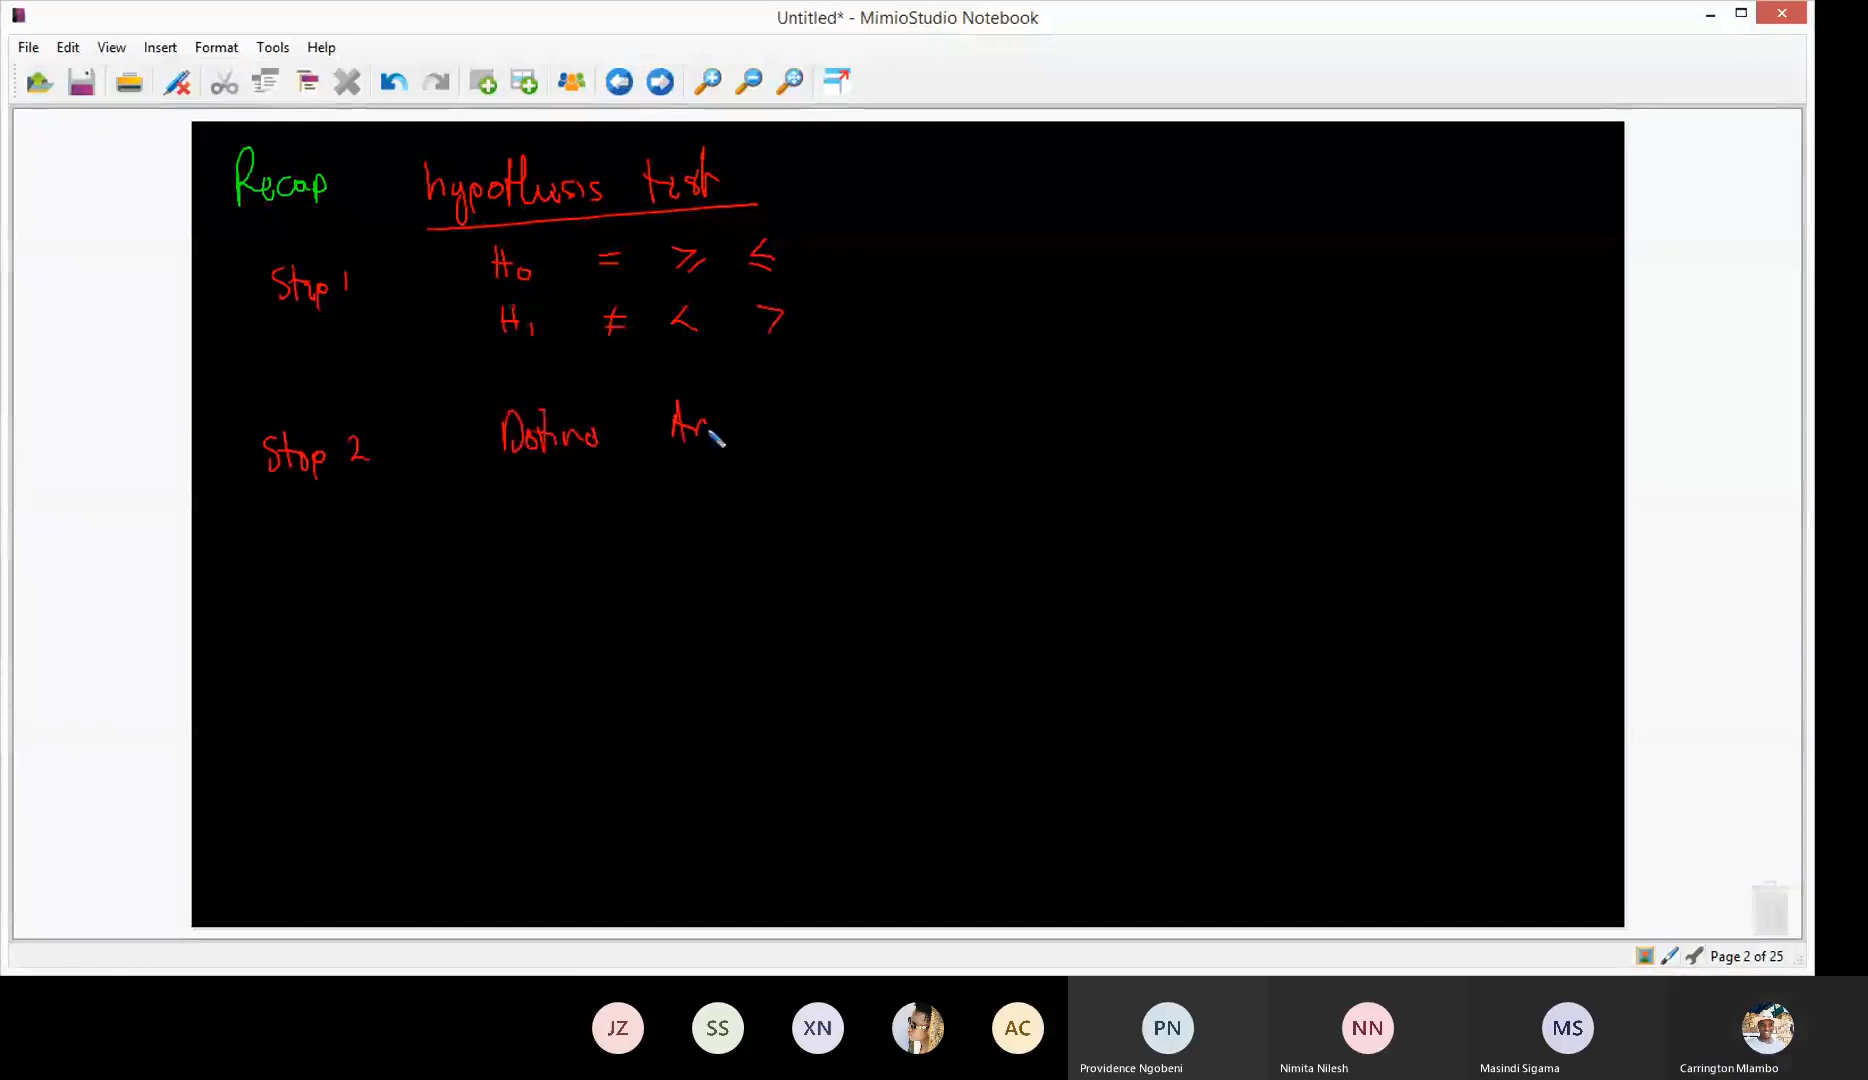 Untitled* - MimioStudio Notebook
File Edit View Insert Format Tools Help
Recap hypothesis test
Step 1 H0 = ≥ ≤
H1 ≠ < >
Step 2 Define Ar
Page 2 of 25
JZ SS XN AC PN NN MS
Providence Ngobeni Nimita Nilesh Masindi Sigama Carrington Mlambo